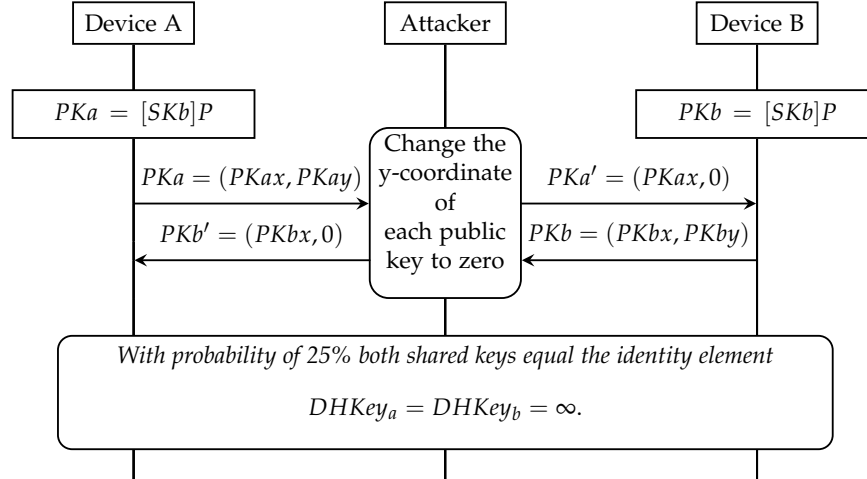 Device A
Attacker
Device B
PKa = [SKb]P
PKb = [SKb]P
Change the
y-coordinate
of
each public
key to zero
PKa = (PKax, PKay)
PKa′ = (PKax, 0)
PKb′ = (PKbx, 0)
PKb = (PKbx, PKby)
With probability of 25% both shared keys equal the identity element
DHKey_a = DHKey_b = ∞.